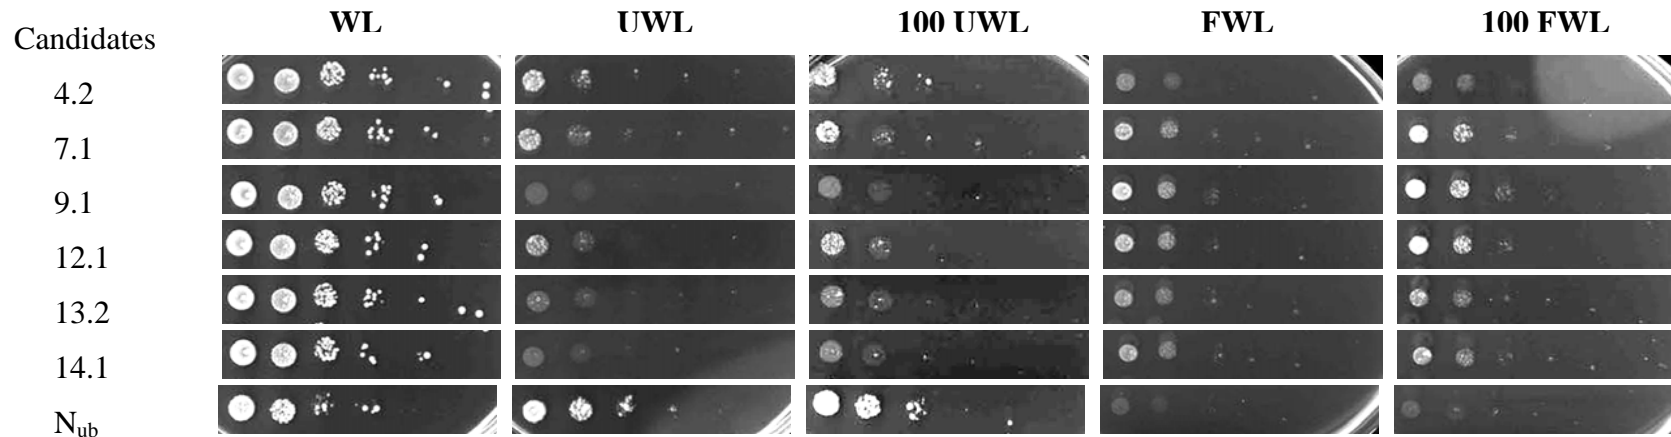 WL UWL 100 UWL FWL 100 FWL
Candidates
4.2
7.1
9.1
12.1
13.2
14.1
Nub